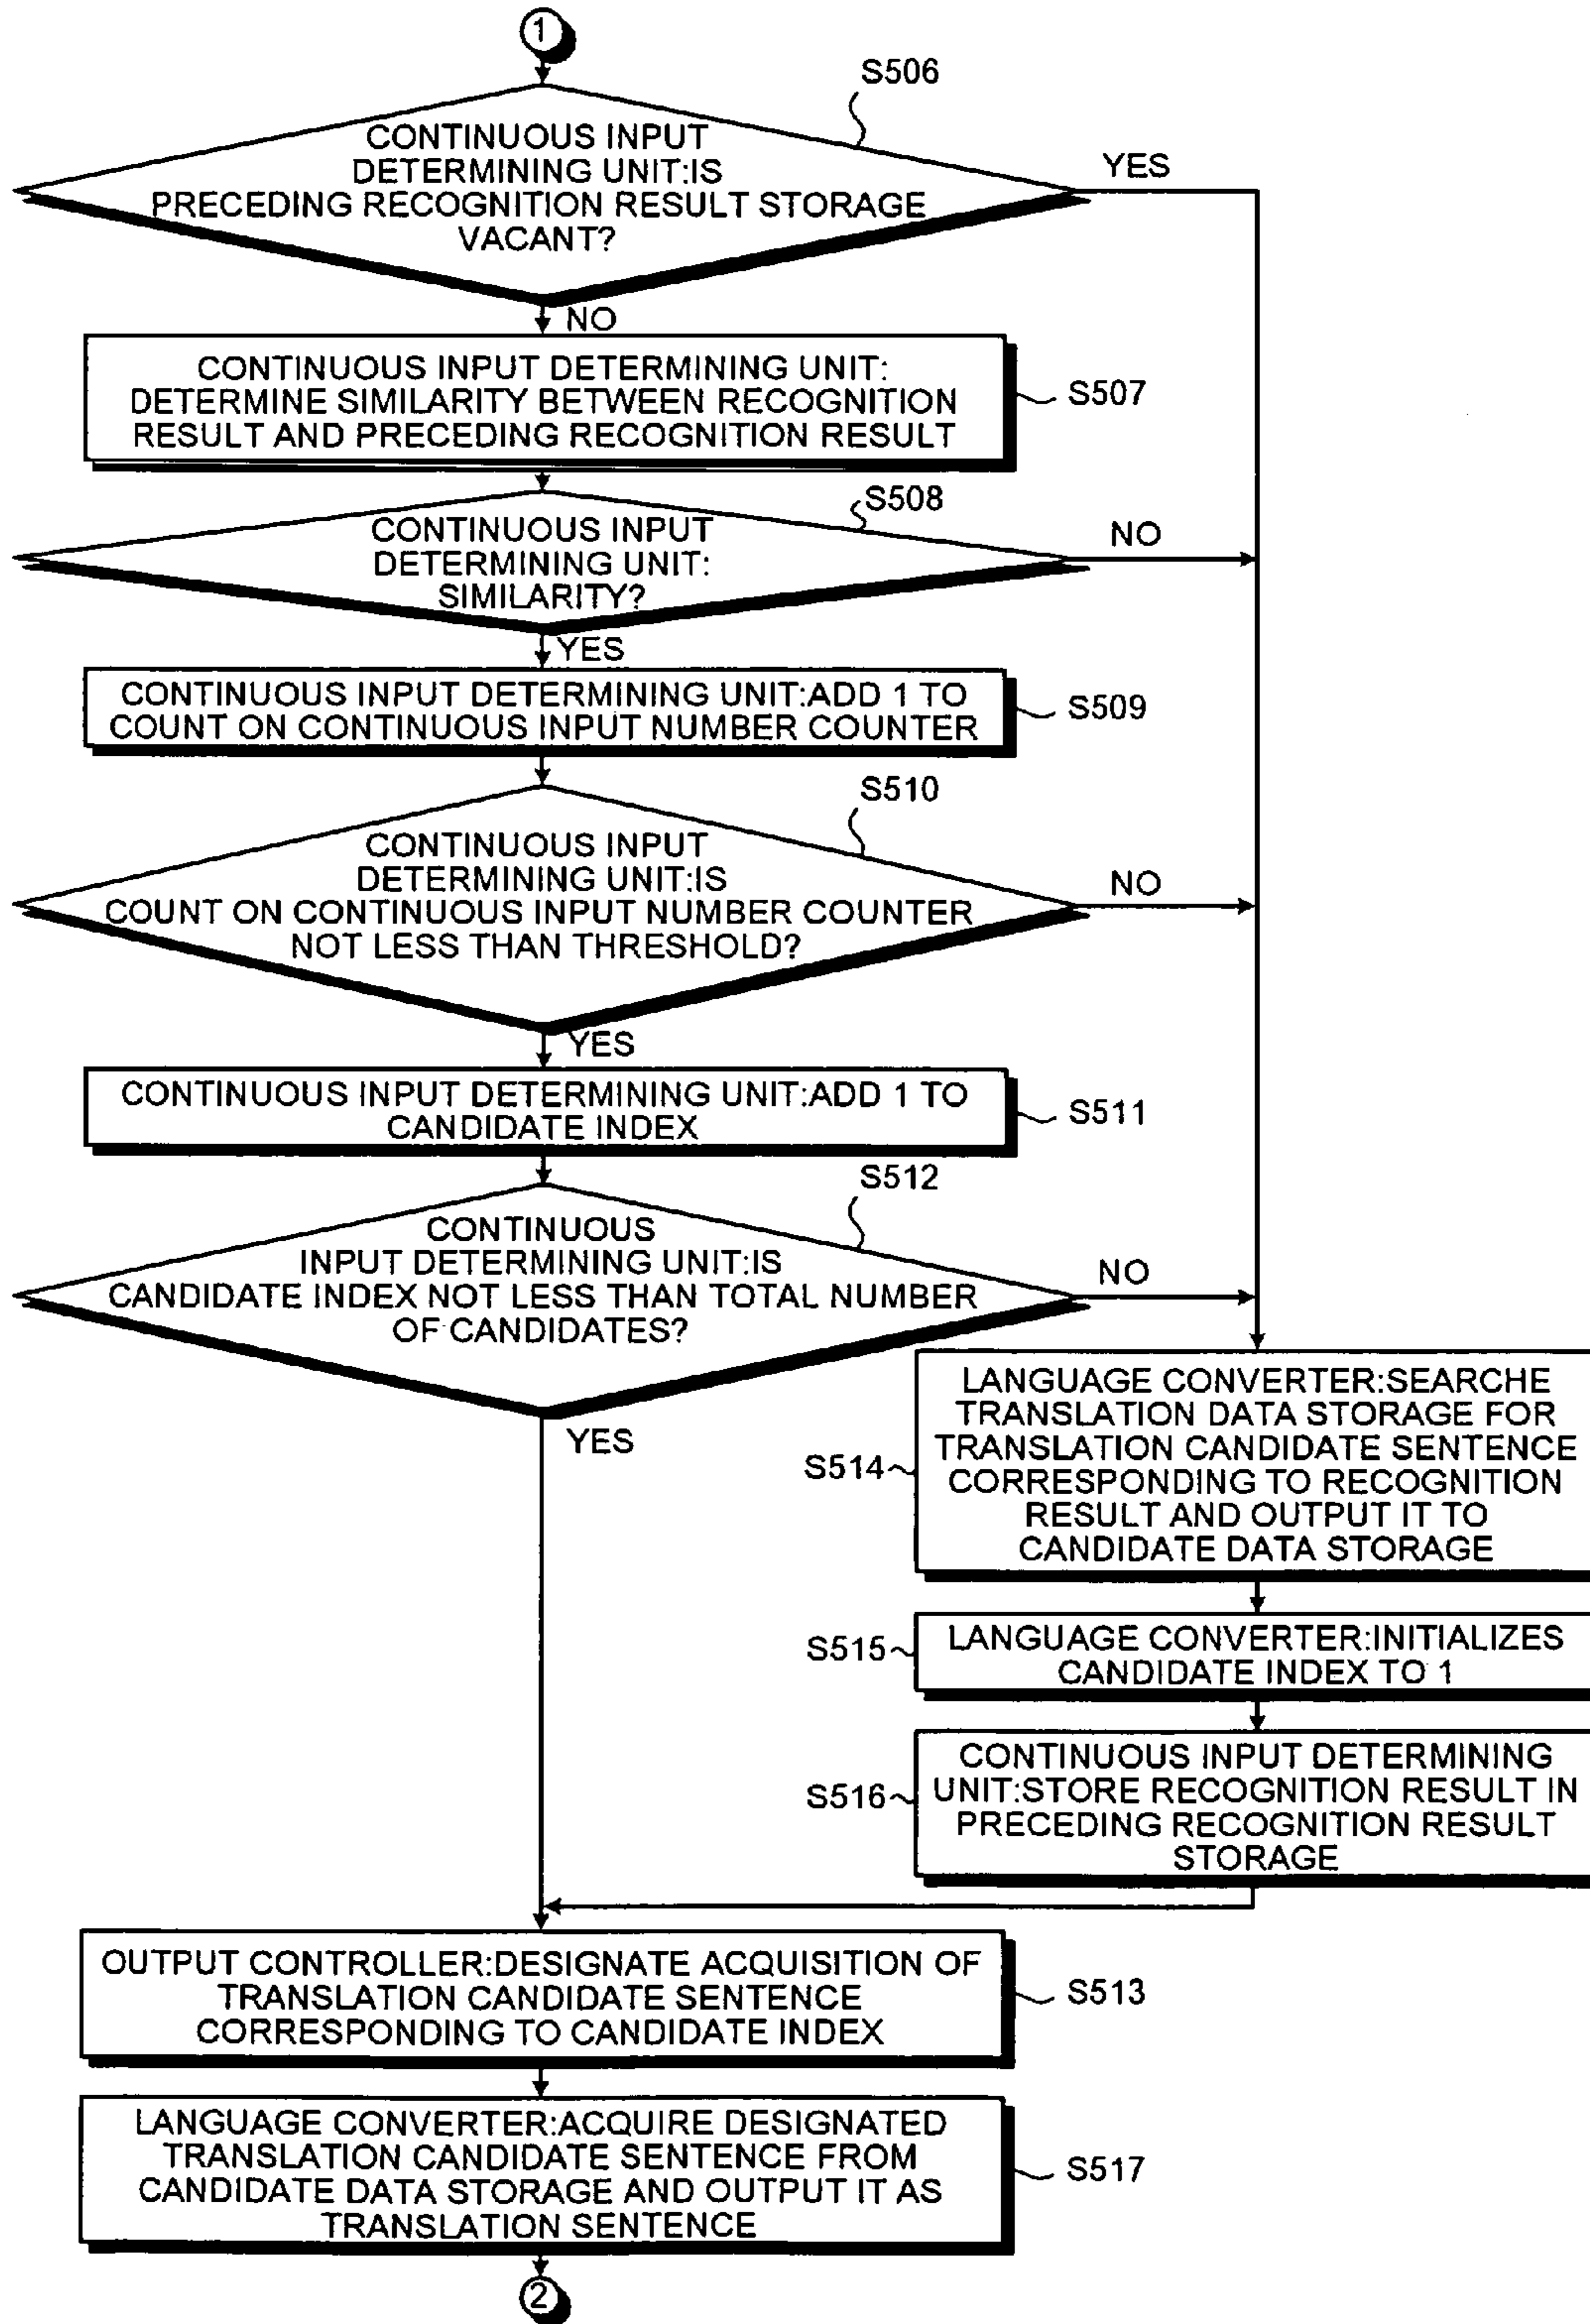 1
S506
CONTINUOUS INPUT
DETERMINING UNIT:IS
PRECEDING RECOGNITION RESULT STORAGE
VACANT?
YES
NO
CONTINUOUS INPUT DETERMINING UNIT:
DETERMINE SIMILARITY BETWEEN RECOGNITION
RESULT AND PRECEDING RECOGNITION RESULT
S507
S508
CONTINUOUS INPUT
DETERMINING UNIT:
SIMILARITY?
NO
YES
CONTINUOUS INPUT DETERMINING UNIT:ADD 1 TO
COUNT ON CONTINUOUS INPUT NUMBER COUNTER
S509
S510
CONTINUOUS INPUT
DETERMINING UNIT:IS
COUNT ON CONTINUOUS INPUT NUMBER COUNTER
NOT LESS THAN THRESHOLD?
NO
YES
CONTINUOUS INPUT DETERMINING UNIT:ADD 1 TO
CANDIDATE INDEX
S511
S512
CONTINUOUS
INPUT DETERMINING UNIT:IS
CANDIDATE INDEX NOT LESS THAN TOTAL NUMBER
OF CANDIDATES?
NO
YES
LANGUAGE CONVERTER:SEARCHE
TRANSLATION DATA STORAGE FOR
TRANSLATION CANDIDATE SENTENCE
CORRESPONDING TO RECOGNITION
RESULT AND OUTPUT IT TO
CANDIDATE DATA STORAGE
S514
LANGUAGE CONVERTER:INITIALIZES
CANDIDATE INDEX TO 1
S515
CONTINUOUS INPUT DETERMINING
UNIT:STORE RECOGNITION RESULT IN
PRECEDING RECOGNITION RESULT
STORAGE
S516
OUTPUT CONTROLLER:DESIGNATE ACQUISITION OF
TRANSLATION CANDIDATE SENTENCE
CORRESPONDING TO CANDIDATE INDEX
S513
LANGUAGE CONVERTER:ACQUIRE DESIGNATED
TRANSLATION CANDIDATE SENTENCE FROM
CANDIDATE DATA STORAGE AND OUTPUT IT AS
TRANSLATION SENTENCE
S517
2